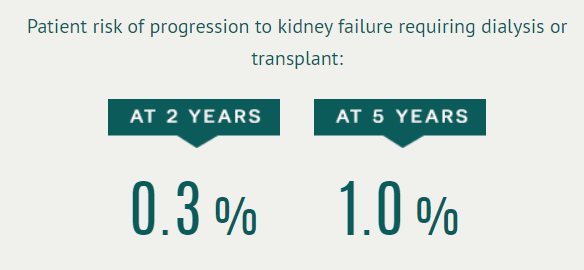 Patient risk of progression to kidney failure requiring dialysis or
transplant:
AT 2 YEARS AT 5 YEARS
0.3 % 1.0 %